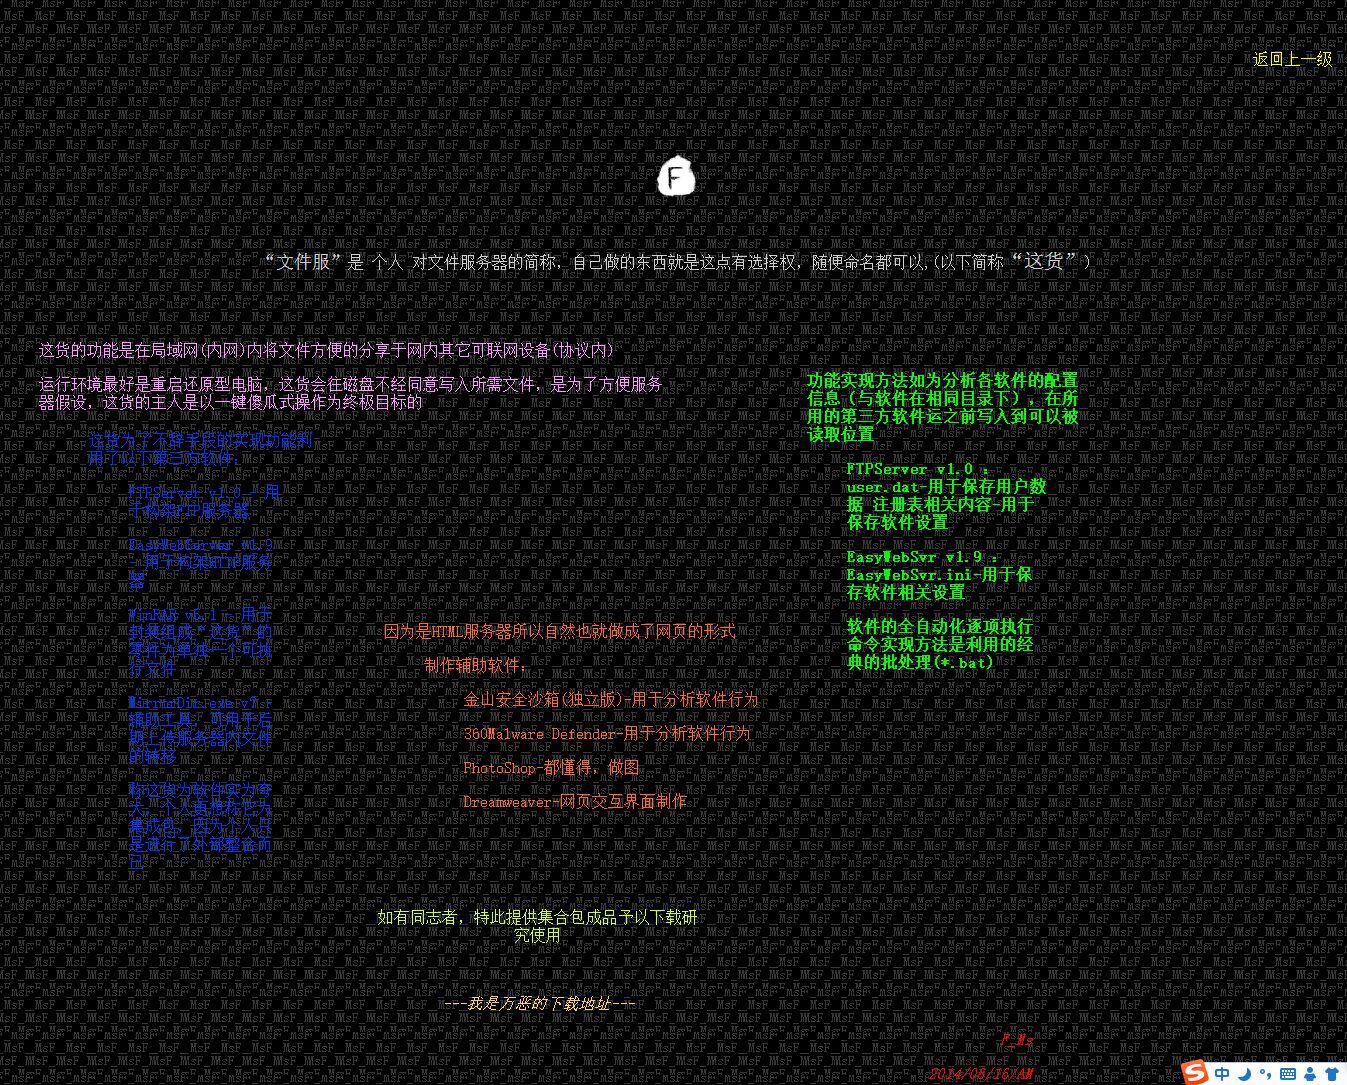 返回上一级
F
“文件服”是 个人 对文件服务器的简称，自己做的东西就是这点有选择权，随便命名都可以,(以下简称“这货”)
这货的功能是在局域网(内网)内将文件方便的分享于网内其它可联网设备(协议内)
运行环境最好是重启还原型电脑，这货会往磁盘不经同意写入所需文件，是为了方便服务
器假设，这货的主人是以一键傻瓜式操作为终极目标的
这货为了不辞手段的实现功能利
用了以下第三方软件：
FTPServer v1.0 - 用
于构架FTP服务器
EasyWebServer v1.9
- 用于构架HTTP服务
器
WinRAR v5.1 - 用于
封装组成“这货”的
零件为单独一个可执
行文件
MirrorDir.exe v? -
辅助工具，可用于后
期上传服务器内文件
的转移
称这货为软件实为夸
大，个人更想称它为
集成包，因为个人只
是进行了外部整合而
已
因为是HTML服务器所以自然也就做成了网页的形式
制作辅助软件：
金山安全沙箱(独立版)-用于分析软件行为
360Malware Defender-用于分析软件行为
PhotoShop-都懂得，做图
Dreamweaver-网页交互界面制作
功能实现方法如为分析各软件的配置
信息（与软件在相同目录下），在所
用的第三方软件运之前写入到可以被
读取位置
FTPServer v1.0 ：
user.dat-用于保存用户数
据 注册表相关内容-用于
保存软件设置
EasyWebSvr v1.9 ：
EasyWebSvr.ini-用于保
存软件相关设置
软件的全自动化逐项执行
命令实现方法是利用的经
典的批处理(*.bat)
如有同志者，特此提供集合包成品予以下载研
究使用
---我是万恶的下载地址---
F_Ms
2014/06/16/AM
中